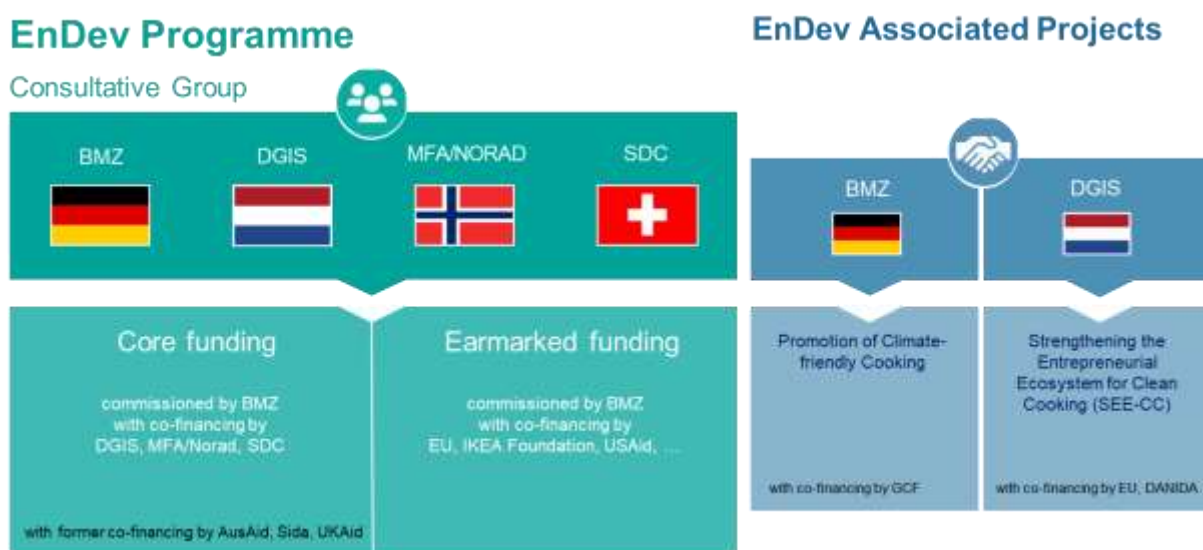 EnDev Programme
Consultative Group
BMZ
DGIS
MFA/NORAD
SDC
Core funding
commissioned by BMZ
with co-financing by
DGIS, MFA/Norad, SDC
with former co-financing by AusAid, Sida, UKAid
Earmarked funding
commissioned by BMZ
with co-financing by
EU, IKEA Foundation, USAid, ...
EnDev Associated Projects
BMZ
DGIS
Promotion of Climate-
friendly Cooking
with co-financing by GCF
Strengthening the
Entrepreneurial
Ecosystem for Clean
Cooking (SEE-CC)
with co-financing by EU, DANIDA